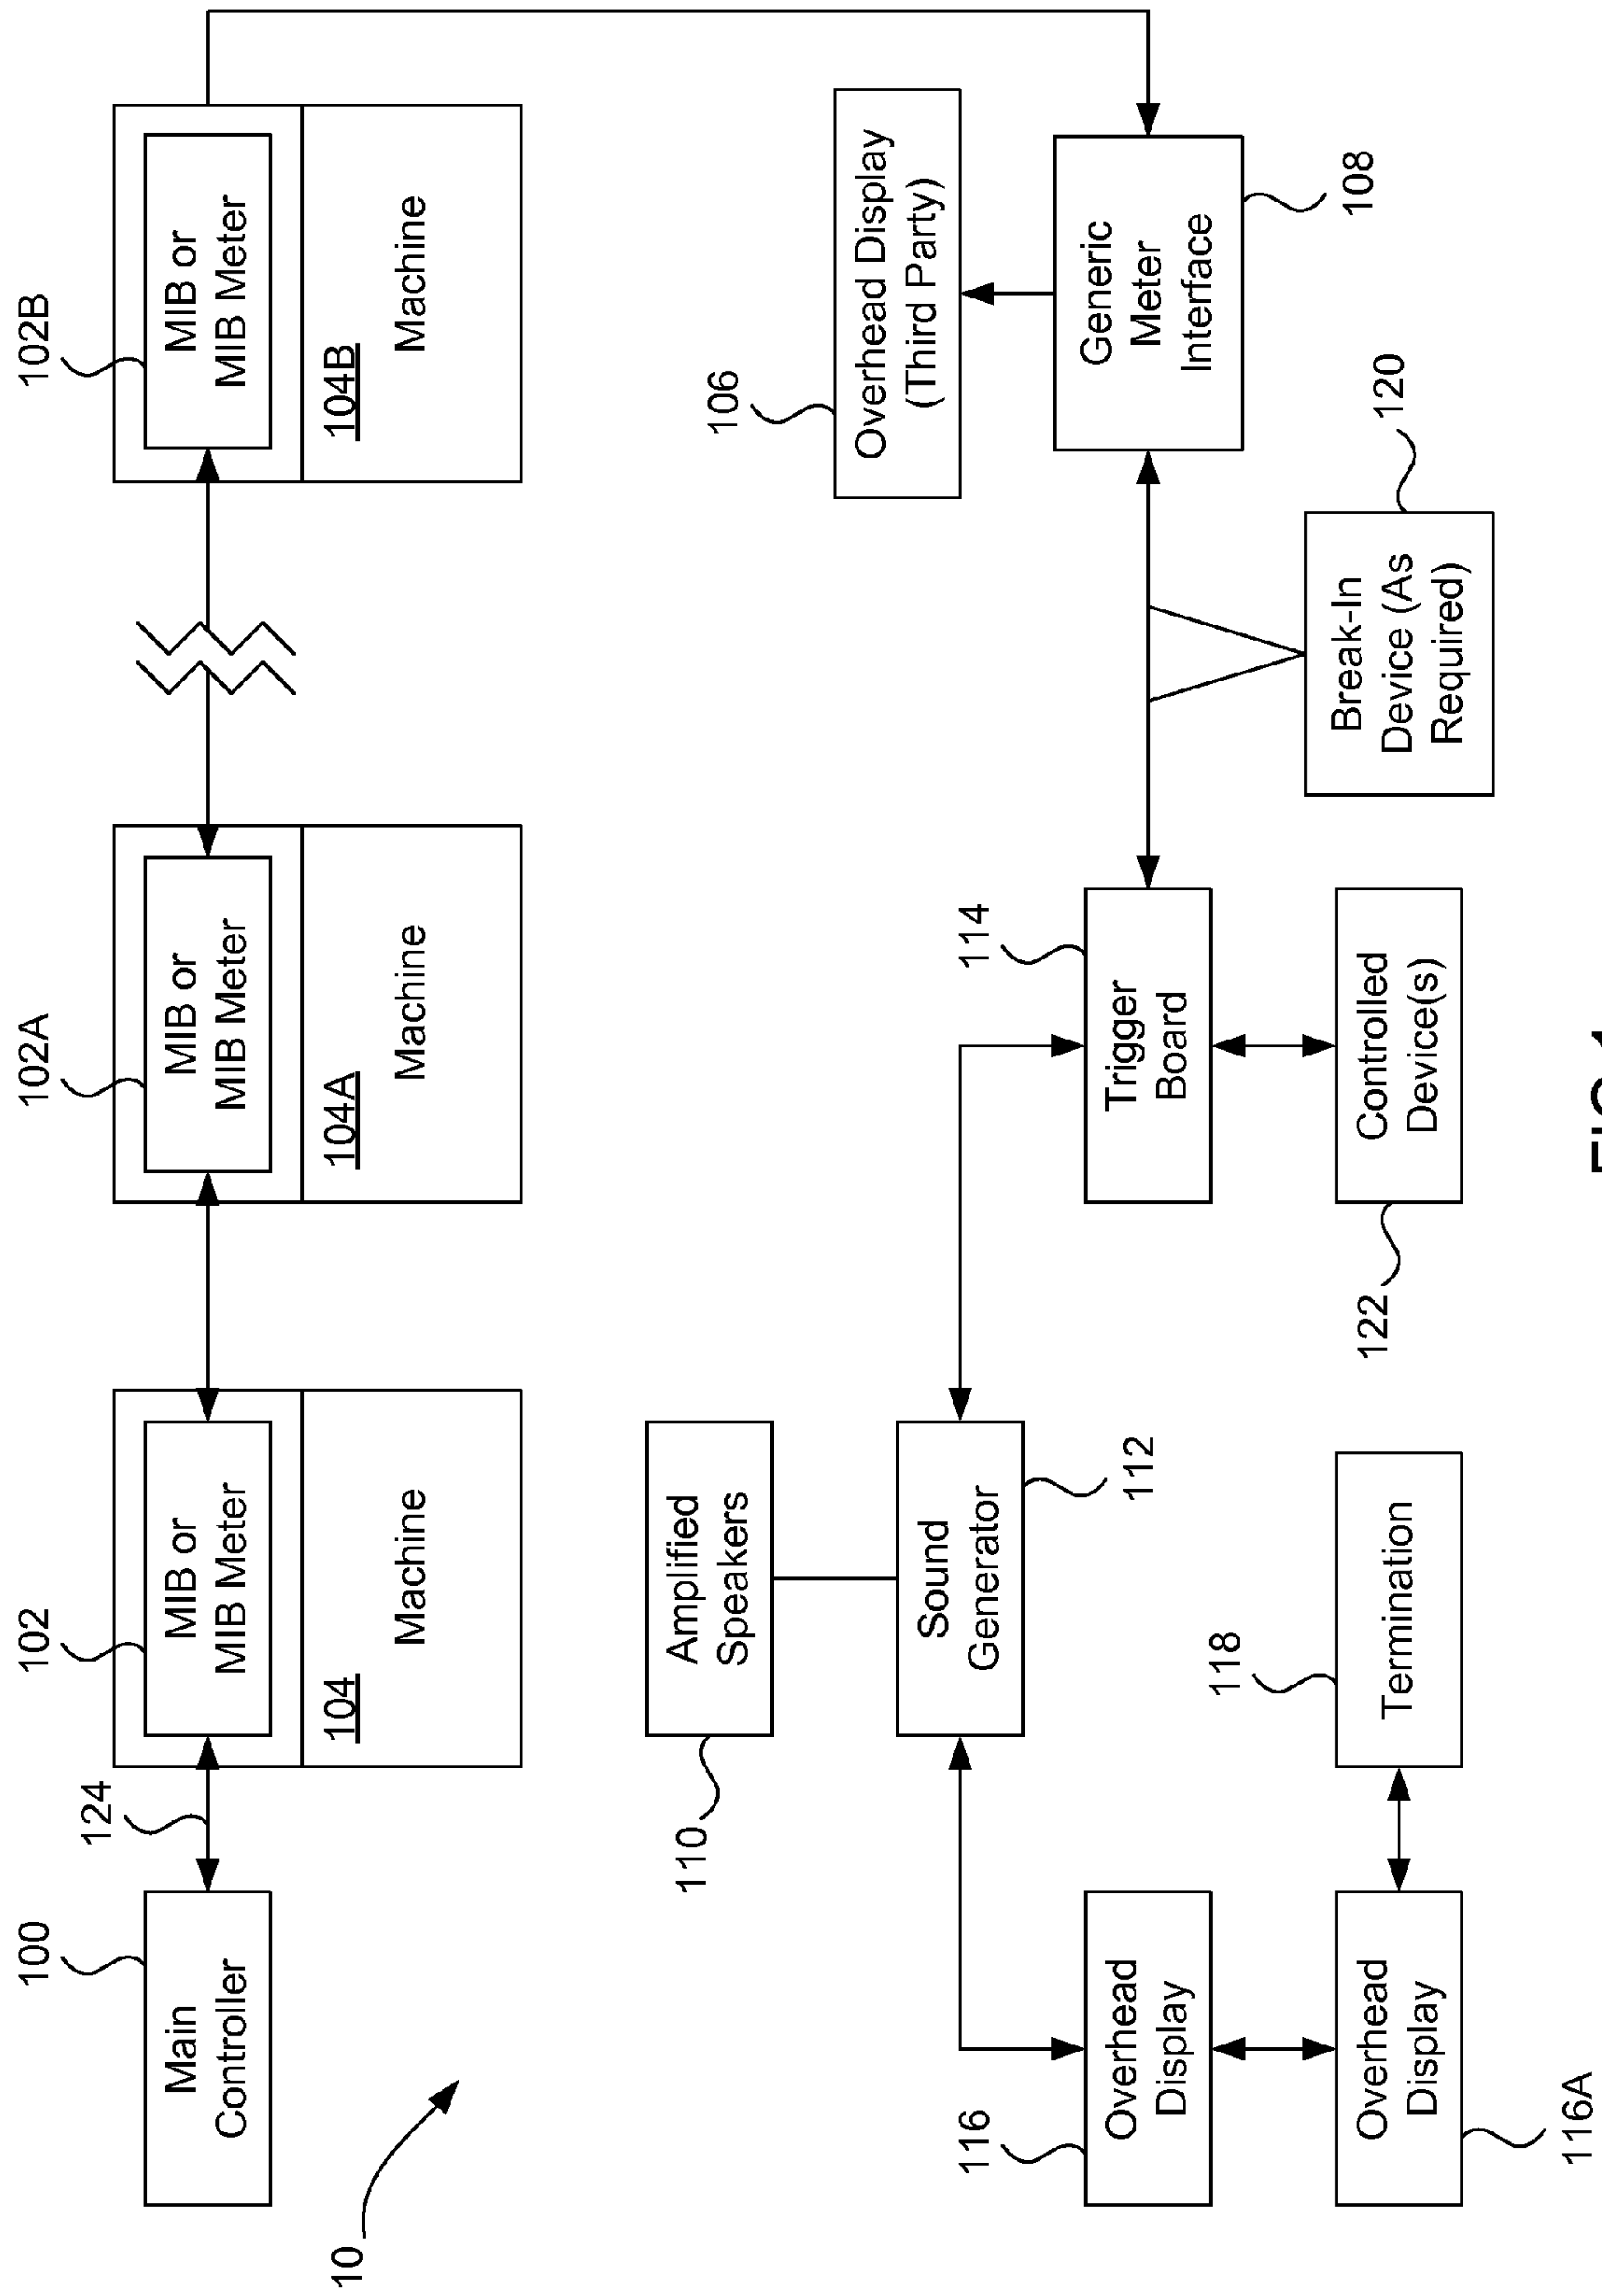 10
100
Main
Controller
124
102
MIB or
MIB Meter
104
Machine
102A
MIB or
MIB Meter
104A
Machine
102B
MIB or
MIB Meter
104B
Machine
106
Overhead Display
(Third Party)
Generic
Meter
Interface
108
120
Break-In
Device (As
Required)
114
Trigger
Board
Controlled
Device(s)
122
Amplified
Speakers
110
Sound
Generator
112
116
Overhead
Display
Overhead
Display
116A
118
Termination